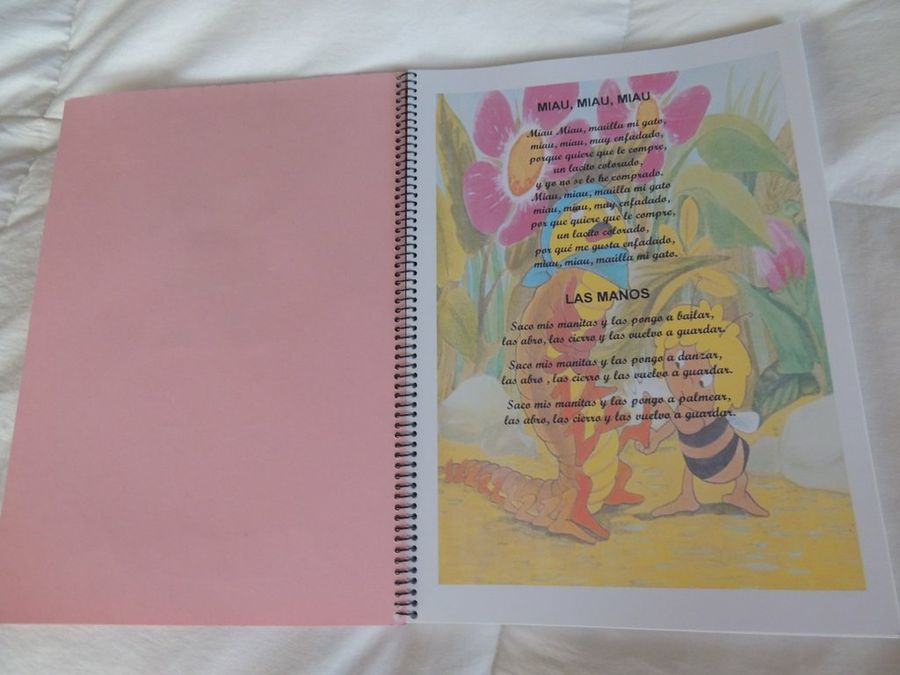 MIAU, MIAU, MIAU
Miau Miau, maulla mi gato,
miau, miau, muy enfadado,
porque quiere que le compre,
un lacito colorado,
y yo no se lo he comprado.
Miau, miau, maulla mi gato
miau, miau, muy enfadado,
por que quiere que le compre,
un lacito colorado,
por qué me gusta enfadado,
miau, miau, maulla mi gato.
LAS MANOS
Saco mis manitas y las pongo a bailar,
las abro, las cierro y las vuelvo a guardar.
Saco mis manitas y las pongo a danzar,
las abro , las cierro y las vuelvo a guardar.
Saco mis manitas y las pongo a palmear,
las abro, las cierro y las vuelvo a guardar.